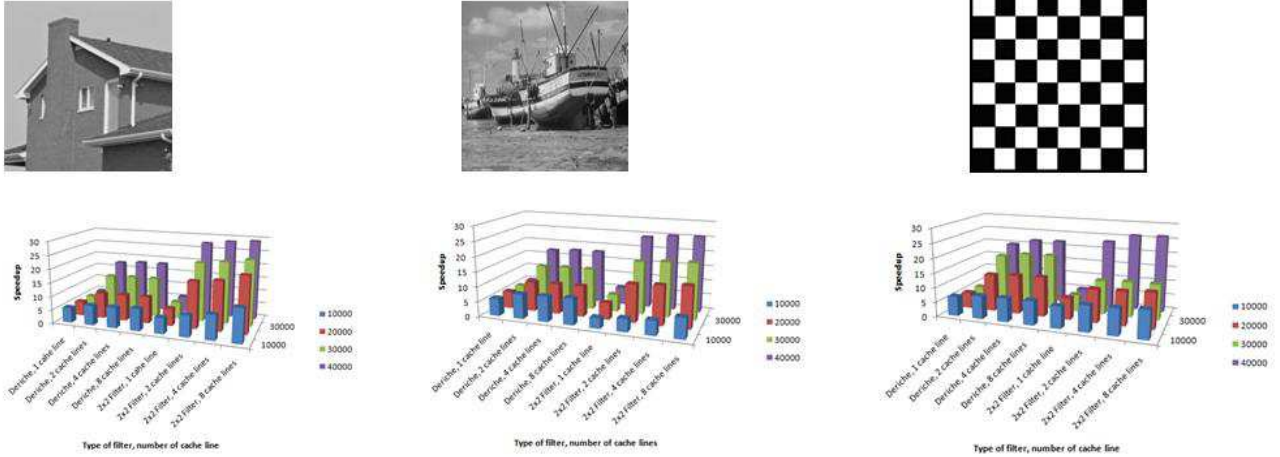 Speedup
30
25
20
15
10
5
0
Deriche, 1 cahe line
Deriche, 2 cache lines
Deriche, 4 cache lines
Deriche, 8 cache lines
2x2 Filter, 1 cahe line
2x2 Filter, 2 cache lines
2x2 Filter, 4 cache lines
2x2 Filter, 8 cache lines
30000
10000
10000
20000
30000
40000
Type of filter, number of cache line
Speedup
30
25
20
15
10
5
0
Deriche, 1 cache line
Deriche, 2 cache lines
Deriche, 4 cache lines
Deriche, 8 cache lines
2x2 Filter, 1 cache line
2x2 Filter, 2 cache lines
2x2 Filter, 4 cache lines
2x2 Filter, 8 cache lines
30000
10000
10000
20000
30000
40000
Type of filter, number of cache lines
Speedup
30
25
20
15
10
5
0
Deriche, 1 cache line
Deriche, 2 cache lines
Deriche, 4 cache lines
Deriche, 8 cache lines
2x2 Filter, 1 cache line
2x2 Filter, 2 cache lines
2x2 Filter, 4 cache lines
2x2 Filter, 8 cache lines
30000
10000
10000
20000
30000
40000
Type of filter, number of cache line